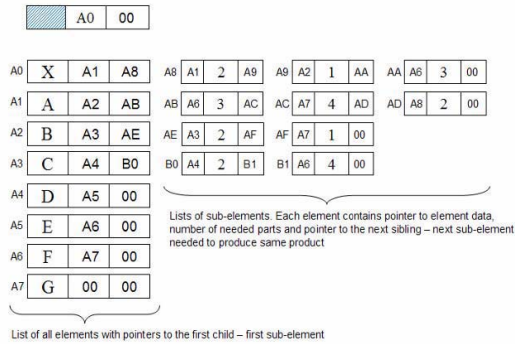 A0 00
A0 X A1 A8 A8 A1 2 A9 A9 A2 1 AA AA A6 3 00
A1 A A2 AB AB A6 3 AC AC A7 4 AD AD A8 2 00
A2 B A3 AE AE A3 2 AF AF A7 1 00
A3 C A4 B0 B0 A4 2 B1 B1 A6 4 00
A4 D A5 00
A5 E A6 00
A6 F A7 00
A7 G 00 00
Lists of sub-elements. Each element contains pointer to element data,
number of needed parts and pointer to the next sibling – next sub-element
needed to produce same product
List of all elements with pointers to the first child – first sub-element